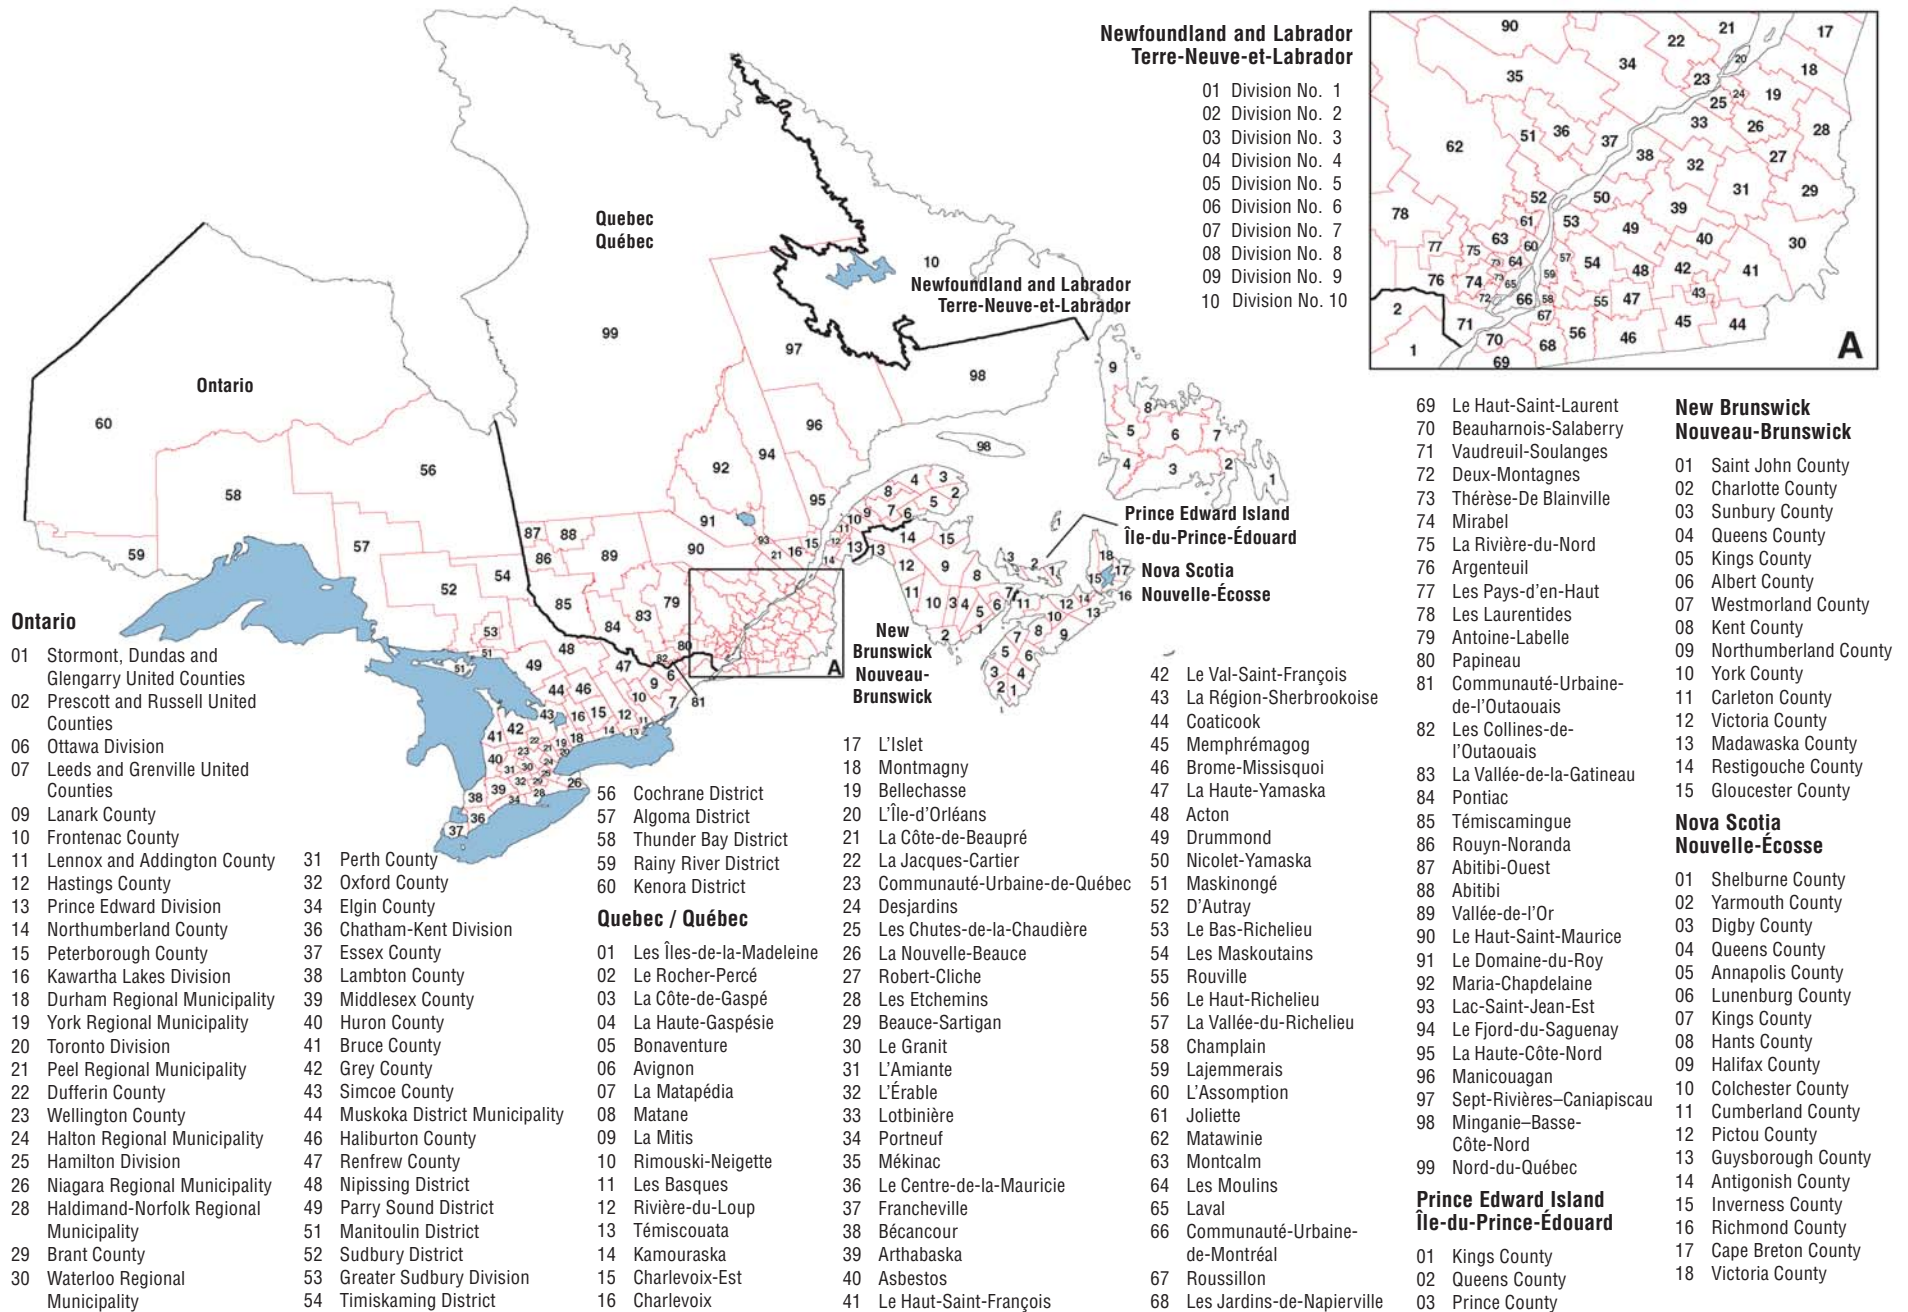 Newfoundland and Labrador
Terre-Neuve-et-Labrador
01 Division No. 1
02 Division No. 2
03 Division No. 3
04 Division No. 4
05 Division No. 5
06 Division No. 6
07 Division No. 7
08 Division No. 8
09 Division No. 9
10 Division No. 10
Quebec
Québec
Ontario
Newfoundland and Labrador
Terre-Neuve-et-Labrador
Prince Edward Island
Île-du-Prince-Édouard
Nova Scotia
Nouvelle-Écosse
New
Brunswick
Nouveau-
Brunswick
A
A
Ontario
01 Stormont, Dundas and
Glengarry United Counties
02 Prescott and Russell United
Counties
06 Ottawa Division
07 Leeds and Grenville United
Counties
09 Lanark County
10 Frontenac County
11 Lennox and Addington County
12 Hastings County
13 Prince Edward Division
14 Northumberland County
15 Peterborough County
16 Kawartha Lakes Division
18 Durham Regional Municipality
19 York Regional Municipality
20 Toronto Division
21 Peel Regional Municipality
22 Dufferin County
23 Wellington County
24 Halton Regional Municipality
25 Hamilton Division
26 Niagara Regional Municipality
28 Haldimand-Norfolk Regional
Municipality
29 Brant County
30 Waterloo Regional
Municipality
31 Perth County
32 Oxford County
34 Elgin County
36 Chatham-Kent Division
37 Essex County
38 Lambton County
39 Middlesex County
40 Huron County
41 Bruce County
42 Grey County
43 Simcoe County
44 Muskoka District Municipality
46 Haliburton County
47 Renfrew County
48 Nipissing District
49 Parry Sound District
51 Manitoulin District
52 Sudbury District
53 Greater Sudbury Division
54 Timiskaming District
56 Cochrane District
57 Algoma District
58 Thunder Bay District
59 Rainy River District
60 Kenora District
Quebec / Québec
01 Les Îles-de-la-Madeleine
02 Le Rocher-Percé
03 La Côte-de-Gaspé
04 La Haute-Gaspésie
05 Bonaventure
06 Avignon
07 La Matapédia
08 Matane
09 La Mitis
10 Rimouski-Neigette
11 Les Basques
12 Rivière-du-Loup
13 Témiscouata
14 Kamouraska
15 Charlevoix-Est
16 Charlevoix
17 L'Islet
18 Montmagny
19 Bellechasse
20 L'Île-d'Orléans
21 La Côte-de-Beaupré
22 La Jacques-Cartier
23 Communauté-Urbaine-de-Québec
24 Desjardins
25 Les Chutes-de-la-Chaudière
26 La Nouvelle-Beauce
27 Robert-Cliche
28 Les Etchemins
29 Beauce-Sartigan
30 Le Granit
31 L'Amiante
32 L'Érable
33 Lotbinière
34 Portneuf
35 Mékinac
36 Le Centre-de-la-Mauricie
37 Francheville
38 Bécancour
39 Arthabaska
40 Asbestos
41 Le Haut-Saint-François
42 Le Val-Saint-François
43 La Région-Sherbrookoise
44 Coaticook
45 Memphrémagog
46 Brome-Missisquoi
47 La Haute-Yamaska
48 Acton
49 Drummond
50 Nicolet-Yamaska
51 Maskinongé
52 D'Autray
53 Le Bas-Richelieu
54 Les Maskoutains
55 Rouville
56 Le Haut-Richelieu
57 La Vallée-du-Richelieu
58 Champlain
59 Lajemmerais
60 L'Assomption
61 Joliette
62 Matawinie
63 Montcalm
64 Les Moulins
65 Laval
66 Communauté-Urbaine-
de-Montréal
67 Roussillon
68 Les Jardins-de-Napierville
69 Le Haut-Saint-Laurent
70 Beauharnois-Salaberry
71 Vaudreuil-Soulanges
72 Deux-Montagnes
73 Thérèse-De Blainville
74 Mirabel
75 La Rivière-du-Nord
76 Argenteuil
77 Les Pays-d'en-Haut
78 Les Laurentides
79 Antoine-Labelle
80 Papineau
81 Communauté-Urbaine-
de-l'Outaouais
82 Les Collines-de-
l'Outaouais
83 La Vallée-de-la-Gatineau
84 Pontiac
85 Témiscamingue
86 Rouyn-Noranda
87 Abitibi-Ouest
88 Abitibi
89 Vallée-de-l'Or
90 Le Haut-Saint-Maurice
91 Le Domaine-du-Roy
92 Maria-Chapdelaine
93 Lac-Saint-Jean-Est
94 Le Fjord-du-Saguenay
95 La Haute-Côte-Nord
96 Manicouagan
97 Sept-Rivières–Caniapiscau
98 Minganie–Basse-
Côte-Nord
99 Nord-du-Québec
Prince Edward Island
Île-du-Prince-Édouard
01 Kings County
02 Queens County
03 Prince County
New Brunswick
Nouveau-Brunswick
01 Saint John County
02 Charlotte County
03 Sunbury County
04 Queens County
05 Kings County
06 Albert County
07 Westmorland County
08 Kent County
09 Northumberland County
10 York County
11 Carleton County
12 Victoria County
13 Madawaska County
14 Restigouche County
15 Gloucester County
Nova Scotia
Nouvelle-Écosse
01 Shelburne County
02 Yarmouth County
03 Digby County
04 Queens County
05 Annapolis County
06 Lunenburg County
07 Kings County
08 Hants County
09 Halifax County
10 Colchester County
11 Cumberland County
12 Pictou County
13 Guysborough County
14 Antigonish County
15 Inverness County
16 Richmond County
17 Cape Breton County
18 Victoria County